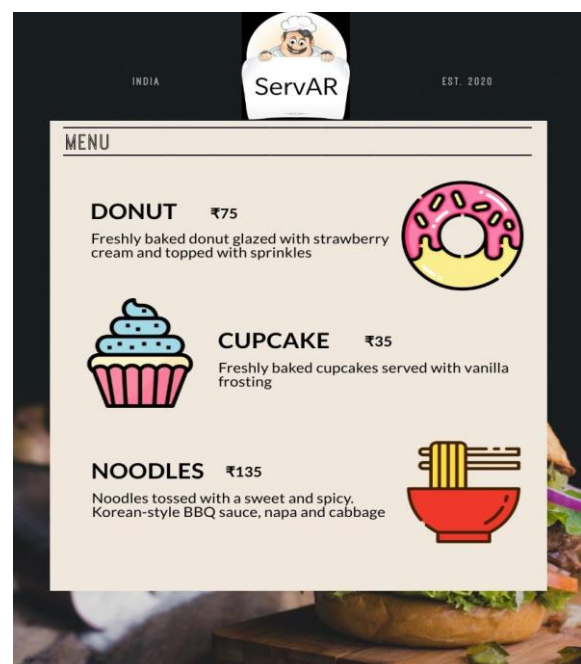 ServAR
INDIA
EST. 2020
MENU
DONUT ₹75
Freshly baked donut glazed with strawberry
cream and topped with sprinkles
CUPCAKE ₹35
Freshly baked cupcakes served with vanilla
frosting
NOODLES ₹135
Noodles tossed with a sweet and spicy.
Korean-style BBQ sauce, napa and cabbage